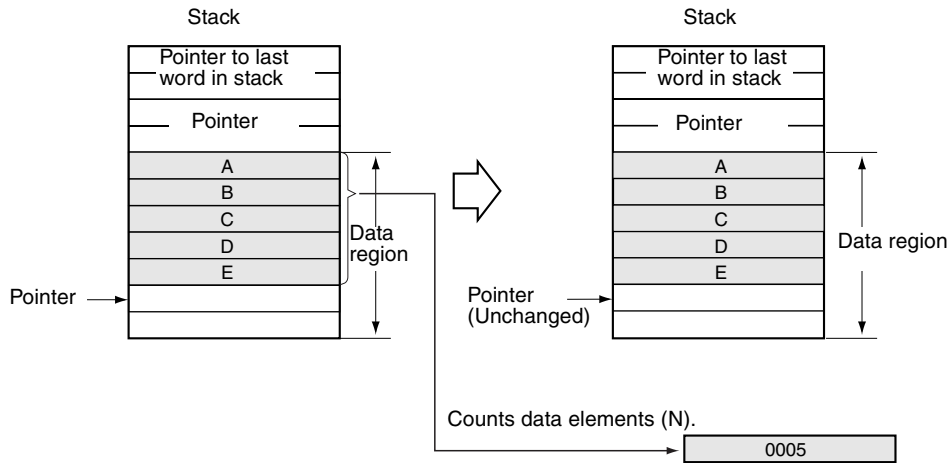 Stack
Pointer to last
word in stack
Pointer
A
B
C
D
E
Data
region
Pointer
Stack
Pointer to last
word in stack
Pointer
A
B
C
D
E
Data region
Pointer
(Unchanged)
Counts data elements (N).
0005